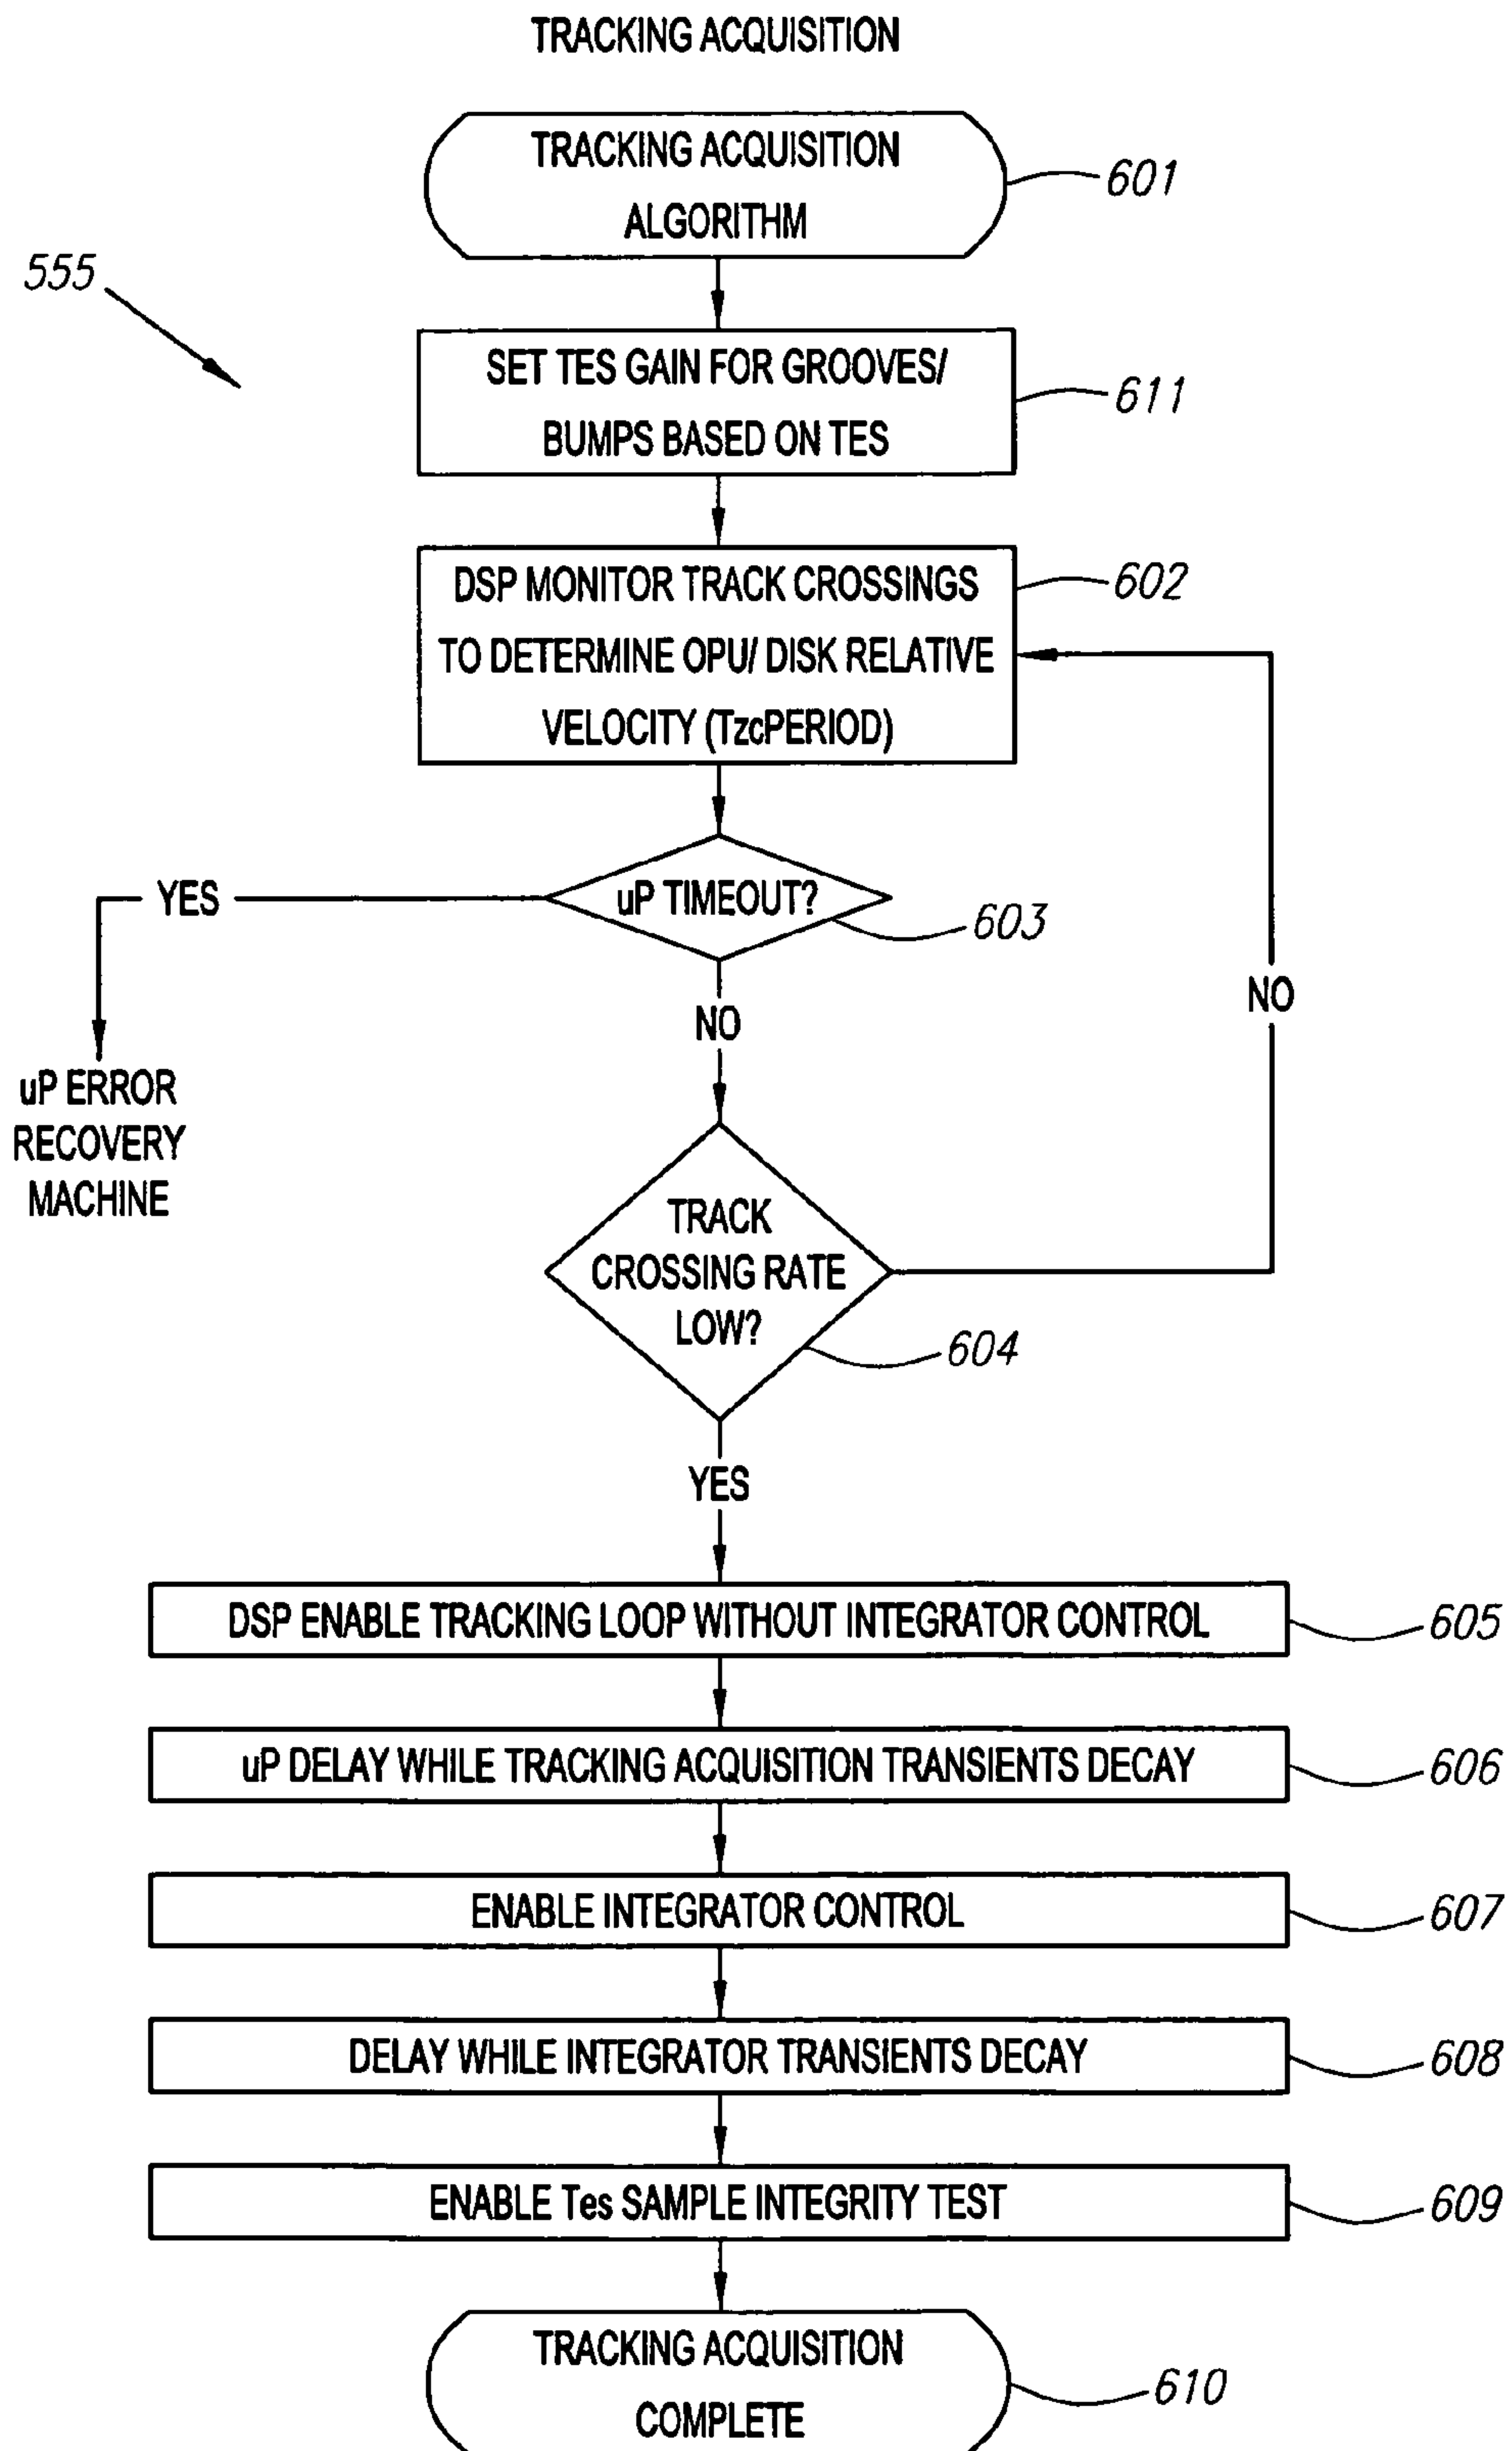 TRACKING ACQUISITION
TRACKING ACQUISITION
ALGORITHM
601
555
SET TES GAIN FOR GROOVES/
BUMPS BASED ON TES
611
DSP MONITOR TRACK CROSSINGS
TO DETERMINE OPU/ DISK RELATIVE
VELOCITY (TzcPERIOD)
602
YES
uP TIMEOUT?
603
NO
NO
uP ERROR
RECOVERY
MACHINE
TRACK
CROSSING RATE
LOW?
604
YES
DSP ENABLE TRACKING LOOP WITHOUT INTEGRATOR CONTROL
605
uP DELAY WHILE TRACKING ACQUISITION TRANSIENTS DECAY
606
ENABLE INTEGRATOR CONTROL
607
DELAY WHILE INTEGRATOR TRANSIENTS DECAY
608
ENABLE Tes SAMPLE INTEGRITY TEST
609
TRACKING ACQUISITION
COMPLETE
610